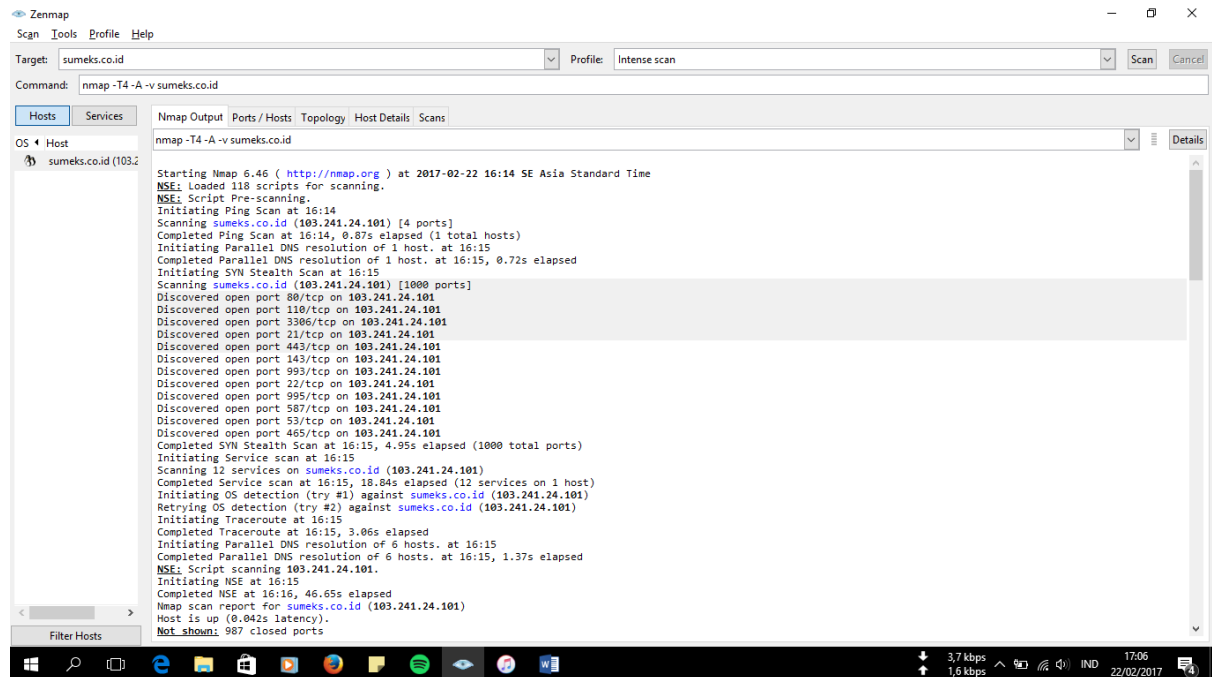 Zenmap
Scan Tools Profile Help
Target: sumeks.co.id Profile: Intense scan Scan Cancel
Command: nmap -T4 -A -v sumeks.co.id
Hosts Services Nmap Output Ports / Hosts Topology Host Details Scans
OS Host nmap -T4 -A -v sumeks.co.id Details
sumeks.co.id (103.2
Starting Nmap 6.46 ( http://nmap.org ) at 2017-02-22 16:14 SE Asia Standard Time
NSE: Loaded 118 scripts for scanning.
NSE: Script Pre-scanning.
Initiating Ping Scan at 16:14
Scanning sumeks.co.id (103.241.24.101) [4 ports]
Completed Ping Scan at 16:14, 0.87s elapsed (1 total hosts)
Initiating Parallel DNS resolution of 1 host. at 16:15
Completed Parallel DNS resolution of 1 host. at 16:15, 0.72s elapsed
Initiating SYN Stealth Scan at 16:15
Scanning sumeks.co.id (103.241.24.101) [1000 ports]
Discovered open port 80/tcp on 103.241.24.101
Discovered open port 110/tcp on 103.241.24.101
Discovered open port 3306/tcp on 103.241.24.101
Discovered open port 21/tcp on 103.241.24.101
Discovered open port 443/tcp on 103.241.24.101
Discovered open port 143/tcp on 103.241.24.101
Discovered open port 993/tcp on 103.241.24.101
Discovered open port 22/tcp on 103.241.24.101
Discovered open port 995/tcp on 103.241.24.101
Discovered open port 587/tcp on 103.241.24.101
Discovered open port 53/tcp on 103.241.24.101
Discovered open port 465/tcp on 103.241.24.101
Completed SYN Stealth Scan at 16:15, 4.95s elapsed (1000 total ports)
Initiating Service scan at 16:15
Scanning 12 services on sumeks.co.id (103.241.24.101)
Completed Service scan at 16:15, 18.84s elapsed (12 services on 1 host)
Initiating OS detection (try #1) against sumeks.co.id (103.241.24.101)
Retrying OS detection (try #2) against sumeks.co.id (103.241.24.101)
Initiating Traceroute at 16:15
Completed Traceroute at 16:15, 3.06s elapsed
Initiating Parallel DNS resolution of 6 hosts. at 16:15
Completed Parallel DNS resolution of 6 hosts. at 16:15, 1.37s elapsed
NSE: Script scanning 103.241.24.101.
Initiating NSE at 16:15
Completed NSE at 16:16, 46.65s elapsed
Nmap scan report for sumeks.co.id (103.241.24.101)
Host is up (0.042s latency).
Not shown: 987 closed ports
Filter Hosts
3,7 kbps
1,6 kbps
IND
17:06
22/02/2017
4